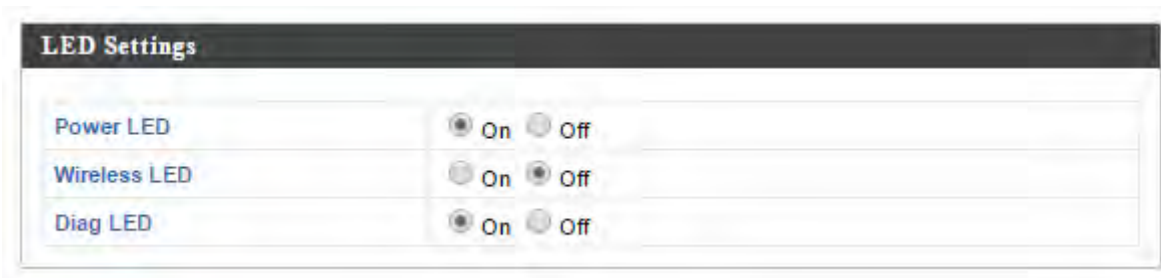 LED Settings
Power LED On Off
Wireless LED On Off
Diag LED On Off